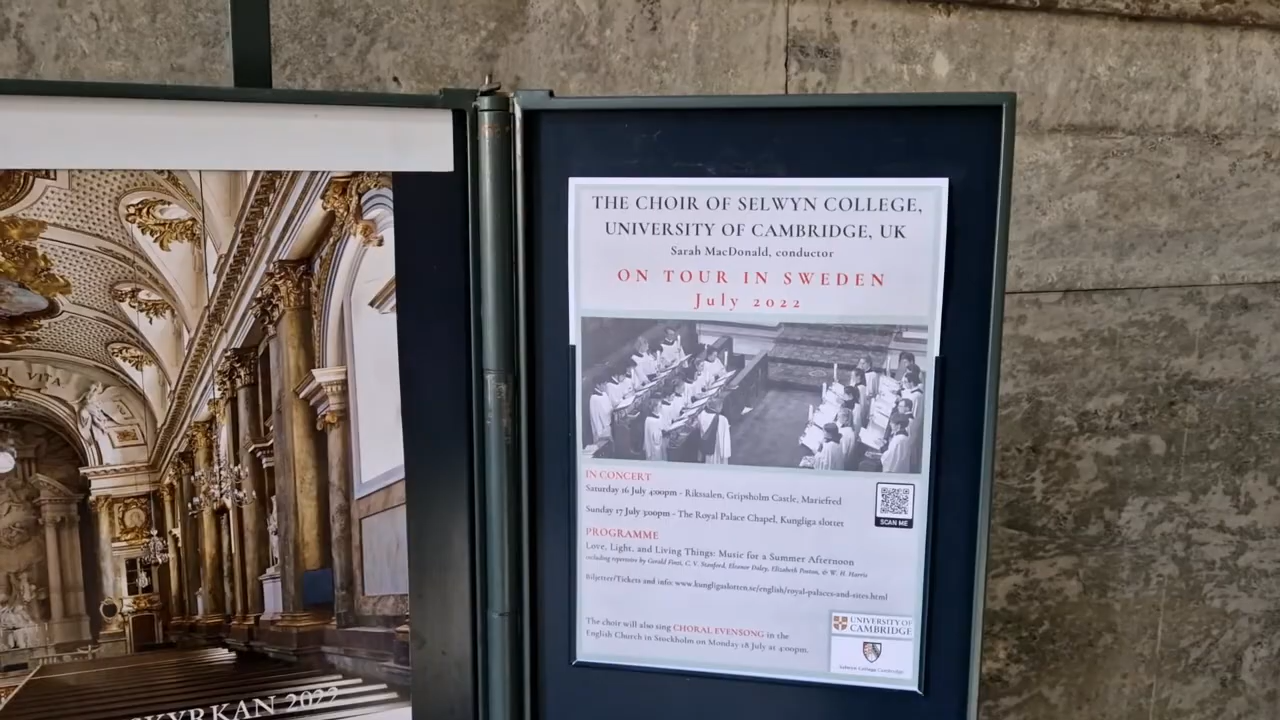 VITA
KYRKAN 2022
THE CHOIR OF SELWYN COLLEGE,
UNIVERSITY OF CAMBRIDGE, UK
Sarah MacDonald, conductor
ON TOUR IN SWEDEN
July 2022
IN CONCERT
Saturday 16 July 4:00pm - Rikssalen, Gripsholm Castle, Mariefred
Sunday 17 July 3:00pm - The Royal Palace Chapel, Kungliga slottet
SCAN ME
PROGRAMME
Love, Light, and Living Things: Music for a Summer Afternoon
including repertoire by Gerald Finzi, C. V. Stanford, Eleanor Daley, Elizabeth Poston, & W. H. Harris
Biljetter/Tickets and info: www.kungligaslotten.se/english/royal-palaces-and-sites.html
The choir will also sing CHORAL EVENSONG in the
English Church in Stockholm on Monday 18 July at 4:00pm.
UNIVERSITY OF
CAMBRIDGE
Selwyn College Cambridge